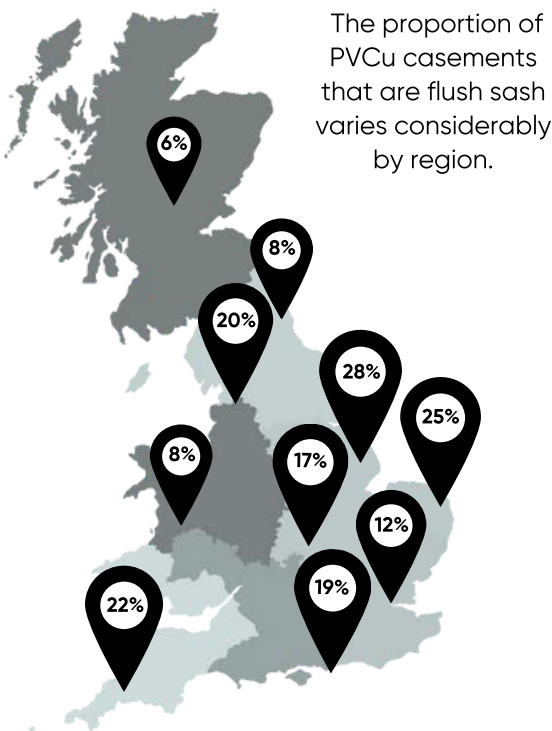 The proportion of
PVCu casements
that are flush sash
varies considerably
by region.
6%
8%
20%
28%
25%
8%
17%
12%
19%
22%